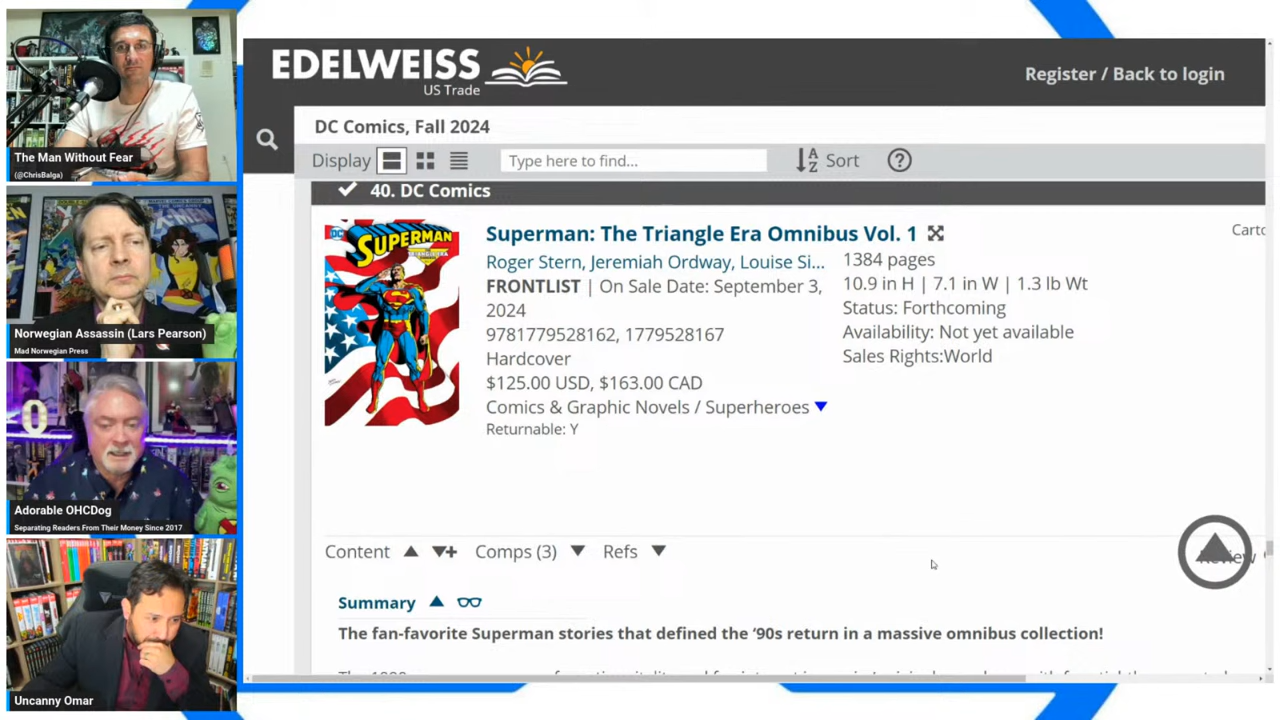 The Man Without Fear
(@ChrisBalga)
Norwegian Assassin (Lars Pearson)
Mad Norwegian Press
Adorable OHCDog
Separating Readers From Their Money Since 2017
Uncanny Omar
EDELWEISS
US Trade
Register / Back to login
DC Comics, Fall 2024
Display
Type here to find...
Sort
40. DC Comics
SUPERMAN
Superman: The Triangle Era Omnibus Vol. 1
Roger Stern, Jeremiah Ordway, Louise Si...
FRONTLIST | On Sale Date: September 3,
2024
9781779528162, 1779528167
Hardcover
$125.00 USD, $163.00 CAD
Comics & Graphic Novels / Superheroes
Returnable: Y
1384 pages
10.9 in H | 7.1 in W | 1.3 lb Wt
Status: Forthcoming
Availability: Not yet available
Sales Rights:World
Carto
Content
Comps (3)
Refs
Review
Summary
The fan-favorite Superman stories that defined the '90s return in a massive omnibus collection!